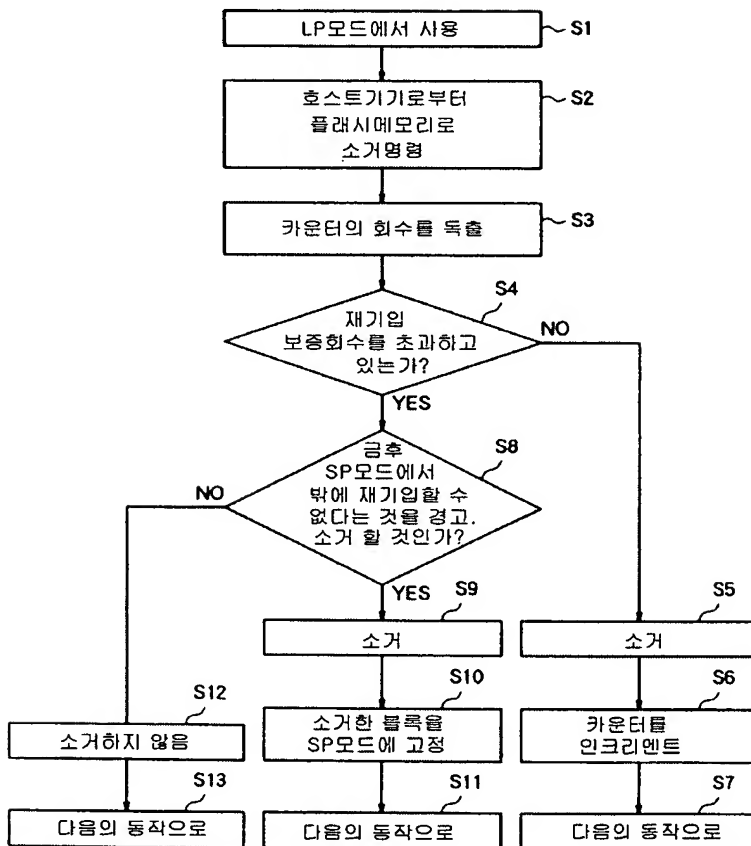 LP모드에서 사용
S1
호스트기기로부터
플래시메모리로
소거명령
S2
카운터의 회수를 독출
S3
S4
재기입
보증회수를 초과하고
있는가?
NO
YES
금후
SP모드에서
밖에 재기입할 수
없다는 것을 경고.
소거 할 것인가?
S8
NO
YES
S9
소거
S5
소거
S10
소거한 블록을
SP모드에 고정
S6
카운터를
인크리멘트
S12
소거하지 않음
S13
다음의 동작으로
S11
다음의 동작으로
S7
다음의 동작으로